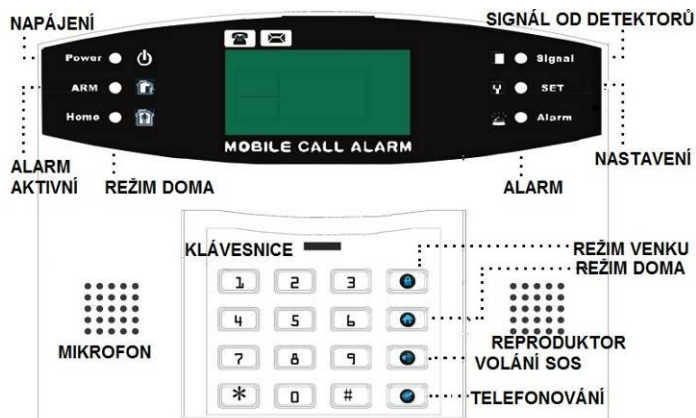 NAPÁJENÍ
SIGNÁL OD DETEKTORŮ
Power
Signal
ARM
SET
Home
Alarm
MOBILE CALL ALARM
ALARM
AKTIVNÍ
REŽIM DOMA
ALARM
NASTAVENÍ
KLÁVESNICE
REŽIM VENKU
REŽIM DOMA
1 2 3
4 5 6
MIKROFON
REPRODUKTOR
7 8 9
VOLÁNÍ SOS
* 0 #
TELEFONOVÁNÍ